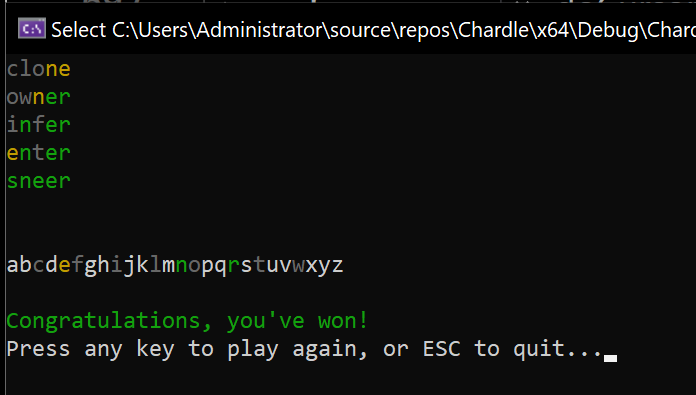 Select C:\Users\Administrator\source\repos\Chardle\x64\Debug\Chard
clone
owner
infer
enter
sneer
abcdefghijklmnopqrstuvwxyz
Congratulations, you've won!
Press any key to play again, or ESC to quit...